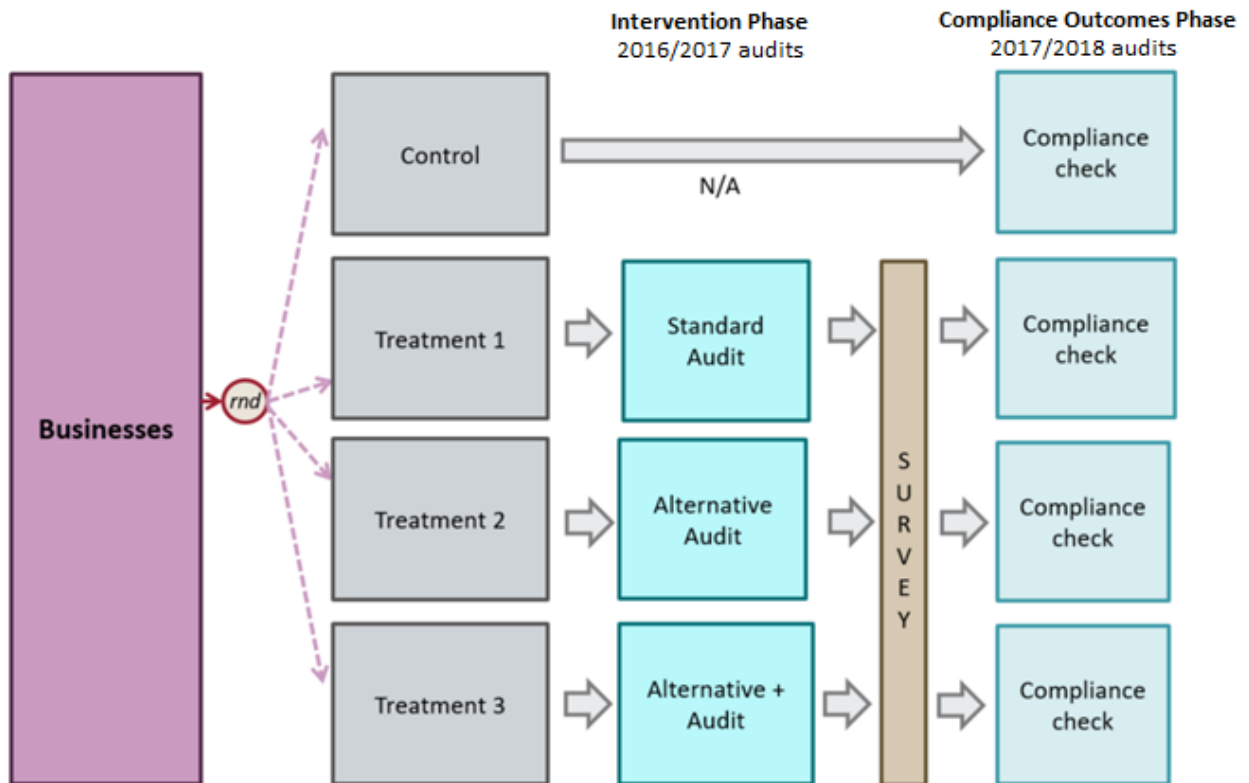 Intervention Phase
2016/2017 audits
Compliance Outcomes Phase
2017/2018 audits
Businesses
rnd
Control
N/A
Compliance
check
Treatment 1
Standard
Audit
Compliance
check
Treatment 2
Alternative
Audit
Compliance
check
Treatment 3
Alternative +
Audit
Compliance
check
S
U
R
V
E
Y